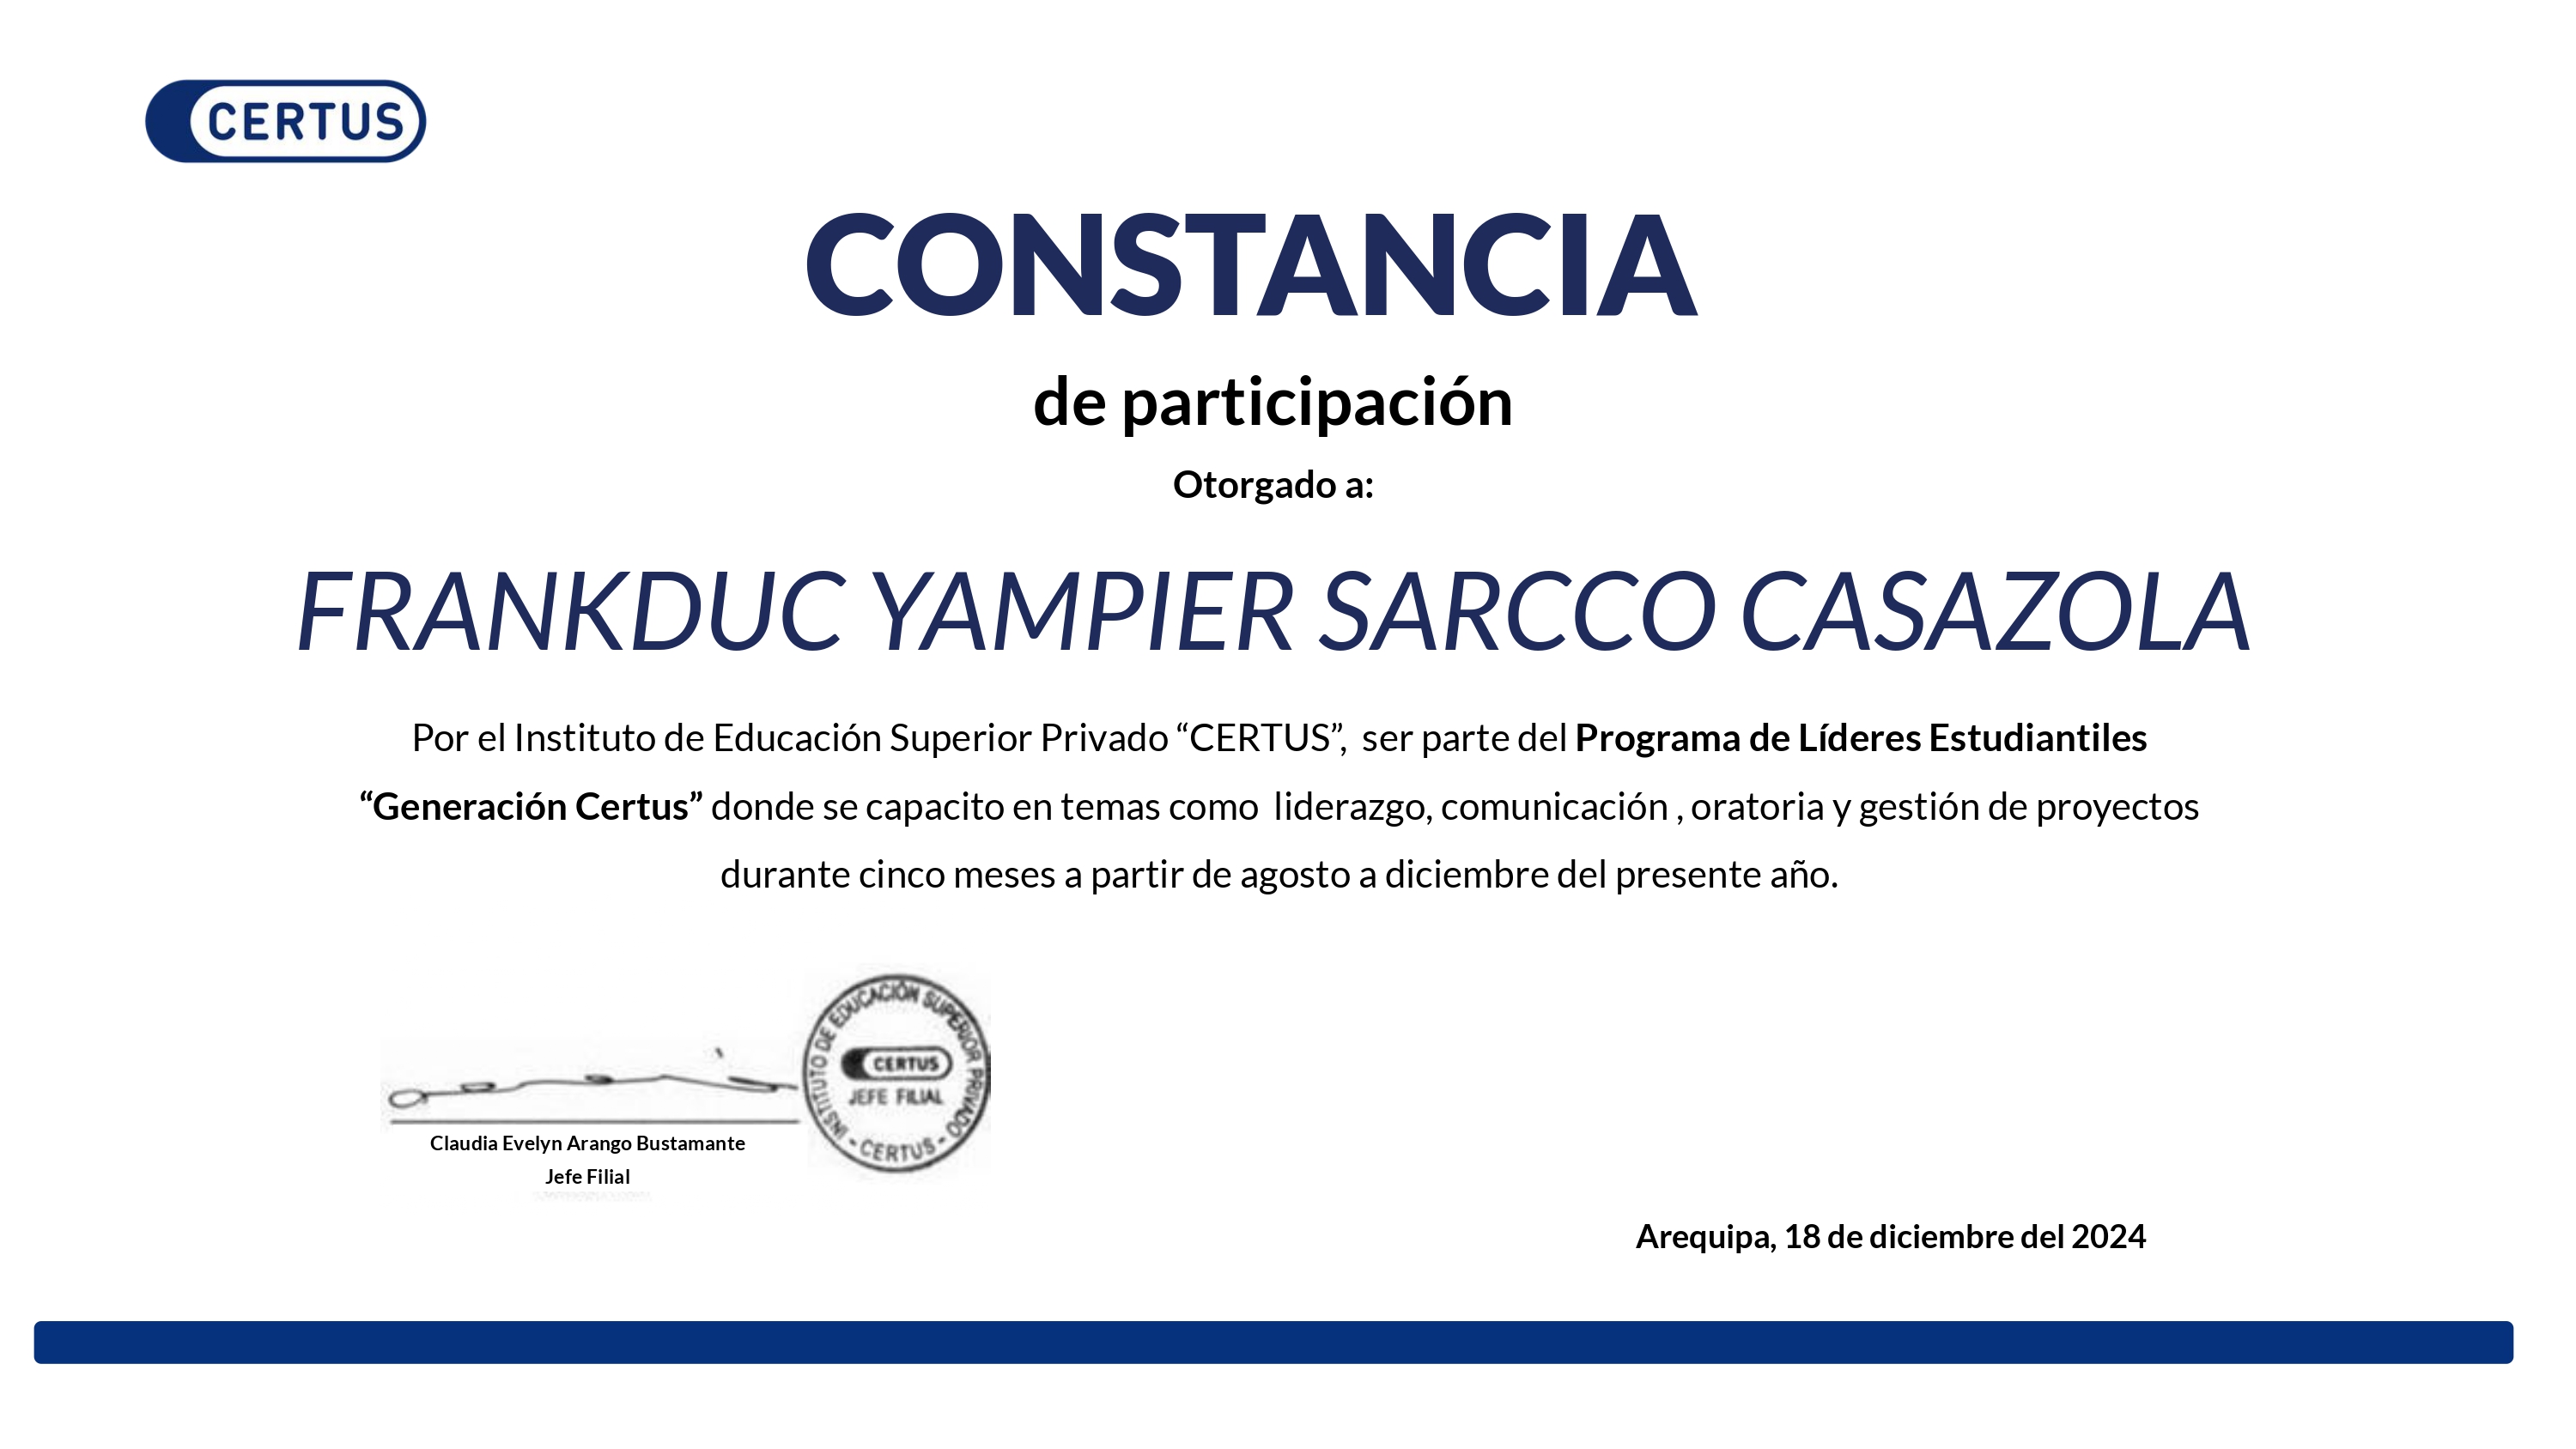 CERTUS
CONSTANCIA
de participación
Otorgado a:
FRANKDUC YAMPIER SARCCO CASAZOLA
Por el Instituto de Educación Superior Privado “CERTUS”,  ser parte del Programa de Líderes Estudiantiles
“Generación Certus” donde se capacito en temas como  liderazgo, comunicación , oratoria y gestión de proyectos
durante cinco meses a partir de agosto a diciembre del presente año.
INSTITUTO DE EDUCACIÓN SUPERIOR PRIVADO
CERTUS
JEFE FILIAL
- CERTUS -
Claudia Evelyn Arango Bustamante
Jefe Filial
Arequipa, 18 de diciembre del 2024